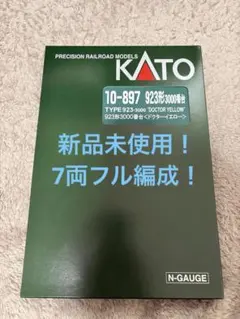 PRECISION RAILROAD MODELS
KATO
10-897 923形3000番台
TYPE 923-3000 "DOCTOR YELLOW"
923形3000番台<ドクターイエロー>
新品未使用！
7両フル編成！
N-GAUGE